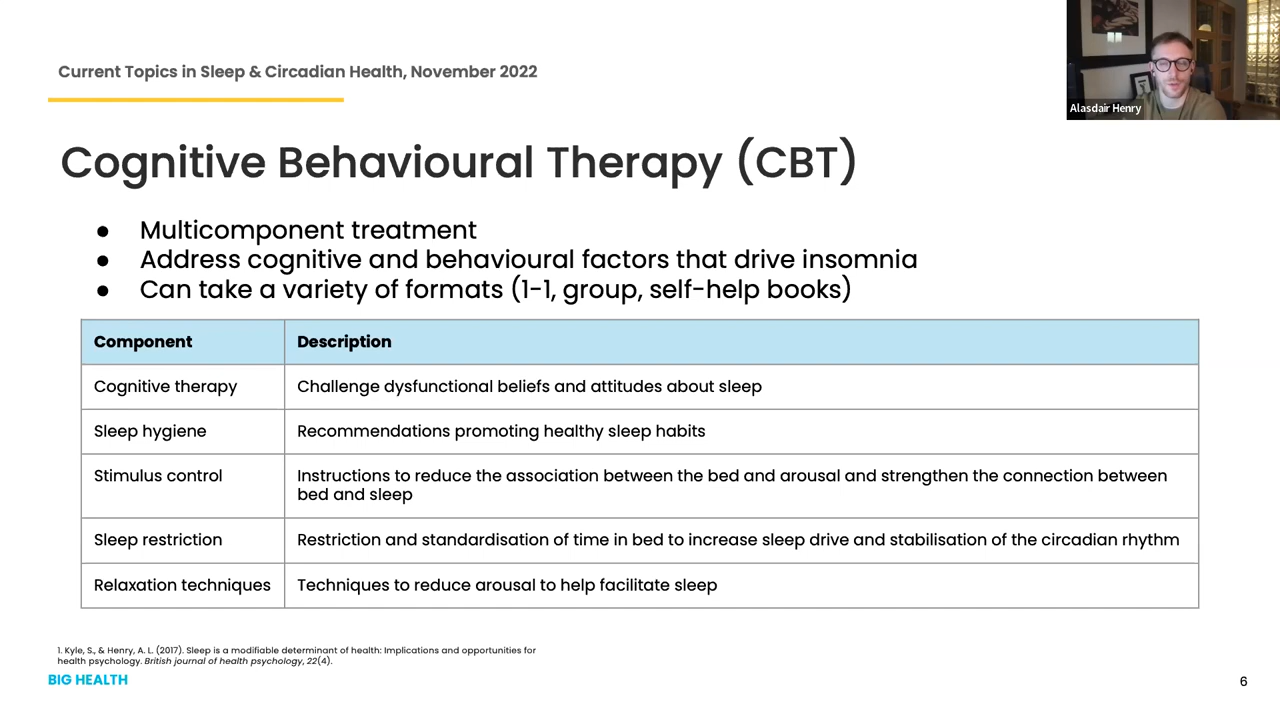 Current Topics in Sleep & Circadian Health, November 2022
Alasdair Henry
Cognitive Behavioural Therapy (CBT)
● Multicomponent treatment
● Address cognitive and behavioural factors that drive insomnia
● Can take a variety of formats (1-1, group, self-help books)
Component Description
Cognitive therapy Challenge dysfunctional beliefs and attitudes about sleep
Sleep hygiene Recommendations promoting healthy sleep habits
Stimulus control Instructions to reduce the association between the bed and arousal and strengthen the connection between
bed and sleep
Sleep restriction Restriction and standardisation of time in bed to increase sleep drive and stabilisation of the circadian rhythm
Relaxation techniques Techniques to reduce arousal to help facilitate sleep
1. Kyle, S., & Henry, A. L. (2017). Sleep is a modifiable determinant of health: Implications and opportunities for
health psychology. British journal of health psychology, 22(4).
BIG HEALTH
6